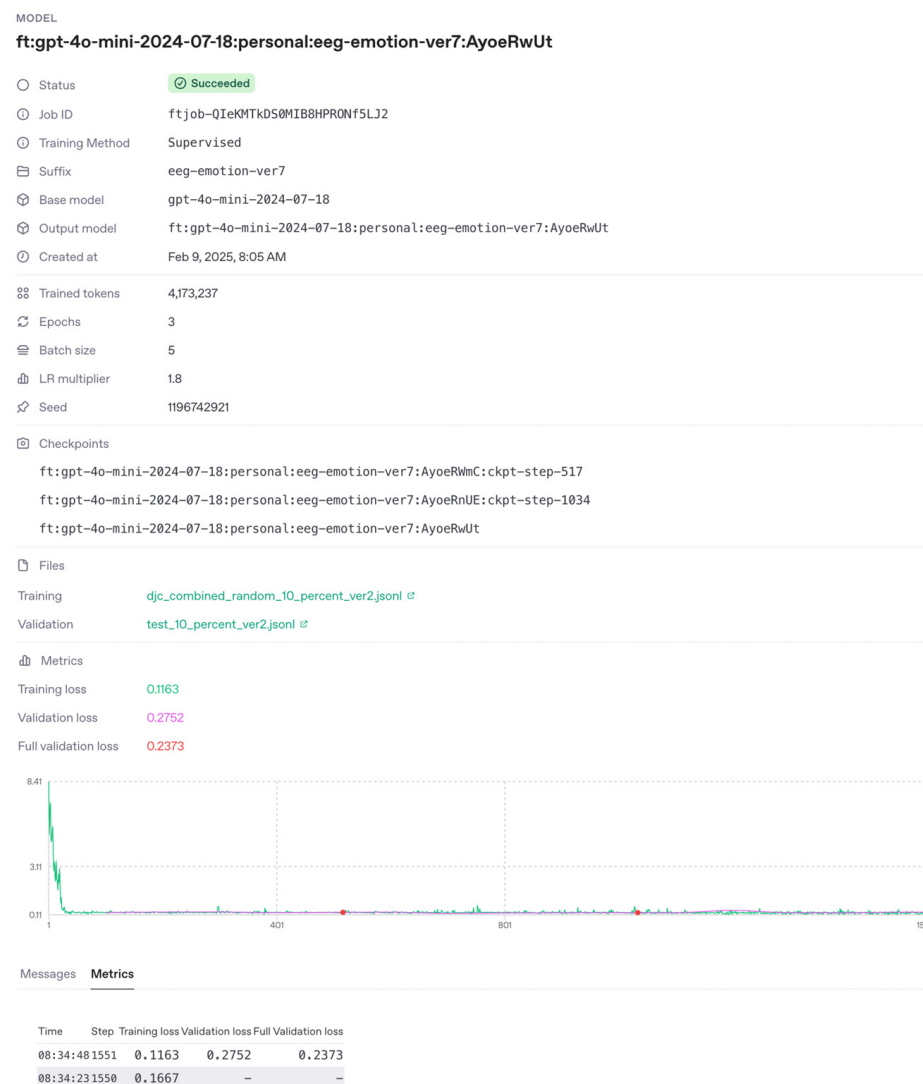 MODEL
ft:gpt-4o-mini-2024-07-18:personal:eeg-emotion-ver7:AyoeRwUt
Status Succeeded
Job ID ftjob-QIeKMTkDS0MIB8HPRONf5LJ2
Training Method Supervised
Suffix eeg-emotion-ver7
Base model gpt-4o-mini-2024-07-18
Output model ft:gpt-4o-mini-2024-07-18:personal:eeg-emotion-ver7:AyoeRwUt
Created at Feb 9, 2025, 8:05 AM
Trained tokens 4,173,237
Epochs 3
Batch size 5
LR multiplier 1.8
Seed 1196742921
Checkpoints
ft:gpt-4o-mini-2024-07-18:personal:eeg-emotion-ver7:AyoeRWmC:ckpt-step-517
ft:gpt-4o-mini-2024-07-18:personal:eeg-emotion-ver7:AyoeRnUE:ckpt-step-1034
ft:gpt-4o-mini-2024-07-18:personal:eeg-emotion-ver7:AyoeRwUt
Files
Training djc_combined_random_10_percent_ver2.jsonl
Validation test_10_percent_ver2.jsonl
Metrics
Training loss 0.1163
Validation loss 0.2752
Full validation loss 0.2373
8.41
3.11
0.11
1 401 801
Messages Metrics
Time Step Training loss Validation loss Full Validation loss
08:34:48 1551 0.1163 0.2752 0.2373
08:34:23 1550 0.1667 – –